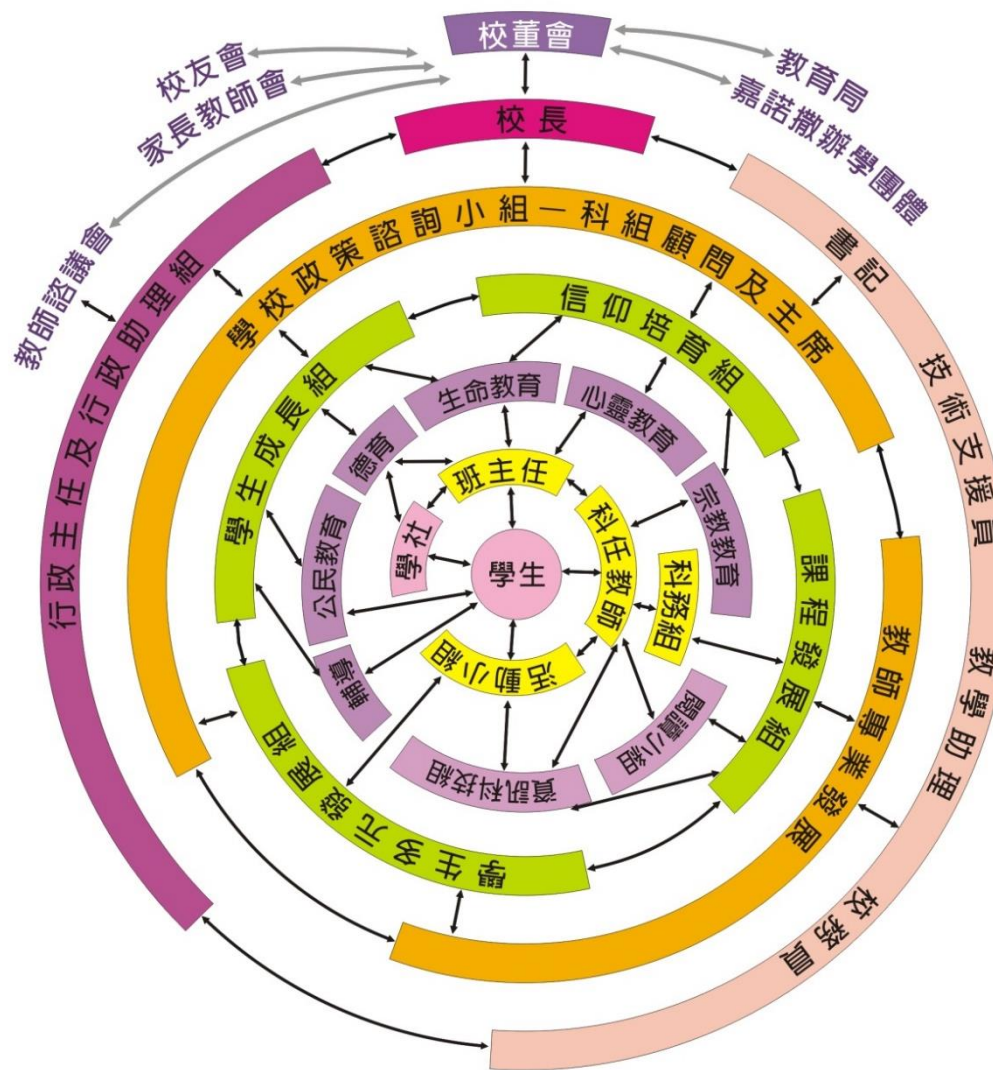 校董會
校友會
家長教師會
教師諮議會
教育局
嘉諾撒辦學團體
校長
行政主任及行政助理組
書記 技術支援員 教學助理 校務員
學校政策諮詢小組－科組顧問及主席
教師專業發展
信仰培育組
學生成長組
課程發展組
學生多元發展組
生命教育
心靈教育
宗教教育
德育
公民教育
輔導
資訊科技組
閱讀小組
科務組
班主任
科任教師
活動小組
學社
學生